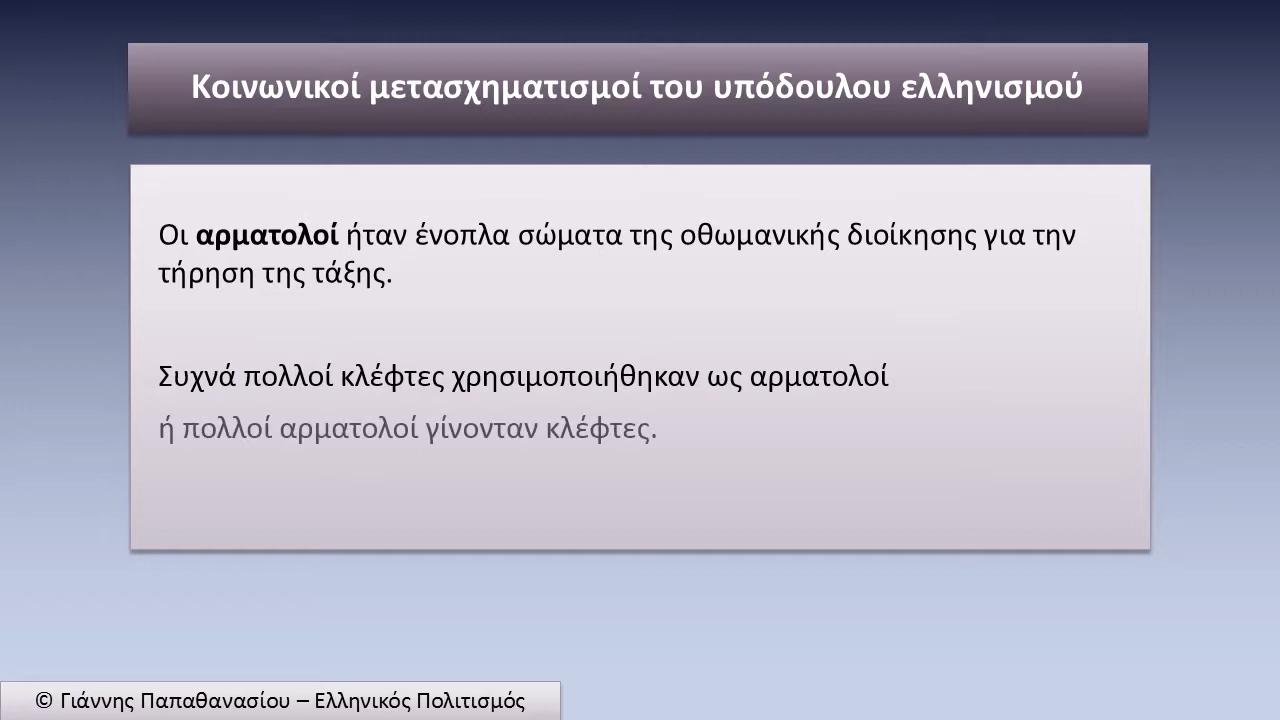 Κοινωνικοί μετασχηματισμοί του υπόδουλου ελληνισμού
Οι αρματολοί ήταν ένοπλα σώματα της οθωμανικής διοίκησης για την
τήρηση της τάξης.
Συχνά πολλοί κλέφτες χρησιμοποιήθηκαν ως αρματολοί
ή πολλοί αρματολοί γίνονταν κλέφτες.
© Γιάννης Παπαθανασίου – Ελληνικός Πολιτισμός